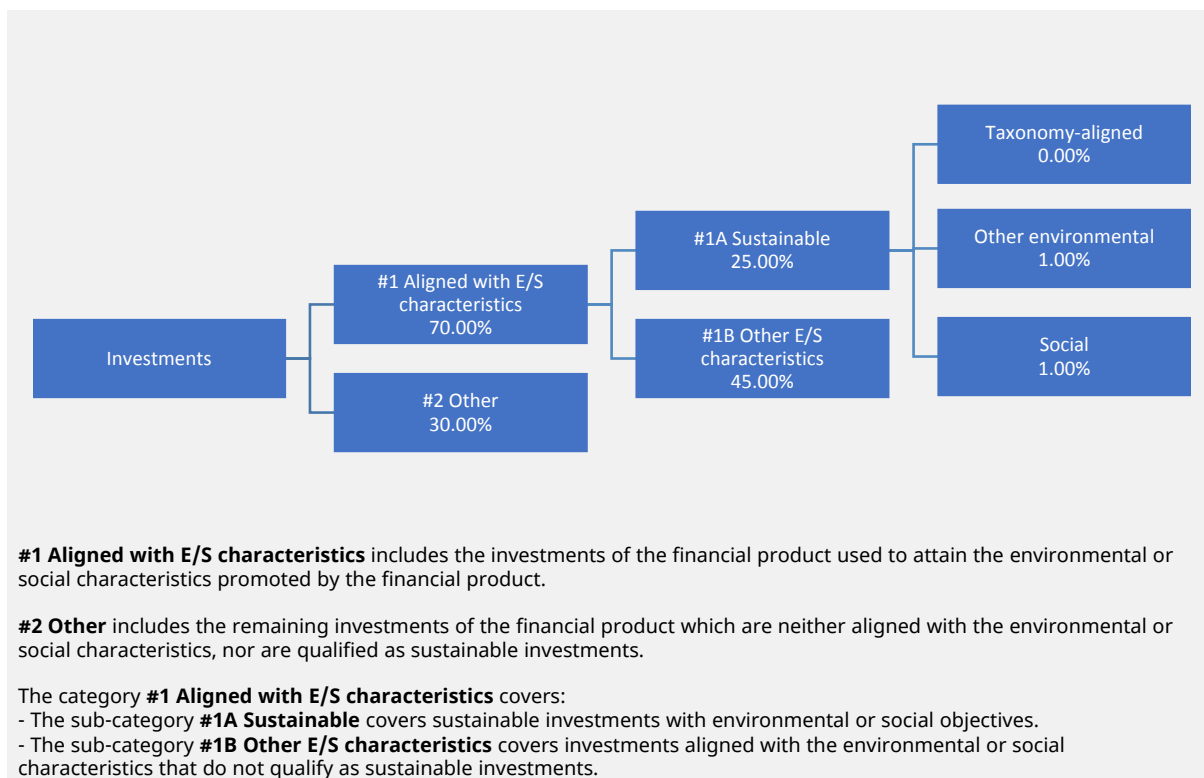 Investments
#1 Aligned with E/S
characteristics
70.00%
#2 Other
30.00%
#1A Sustainable
25.00%
#1B Other E/S
characteristics
45.00%
Taxonomy-aligned
0.00%
Other environmental
1.00%
Social
1.00%
#1 Aligned with E/S characteristics includes the investments of the financial product used to attain the environmental or
social characteristics promoted by the financial product.
#2 Other includes the remaining investments of the financial product which are neither aligned with the environmental or
social characteristics, nor are qualified as sustainable investments.
The category #1 Aligned with E/S characteristics covers:
- The sub-category #1A Sustainable covers sustainable investments with environmental or social objectives.
- The sub-category #1B Other E/S characteristics covers investments aligned with the environmental or social
characteristics that do not qualify as sustainable investments.